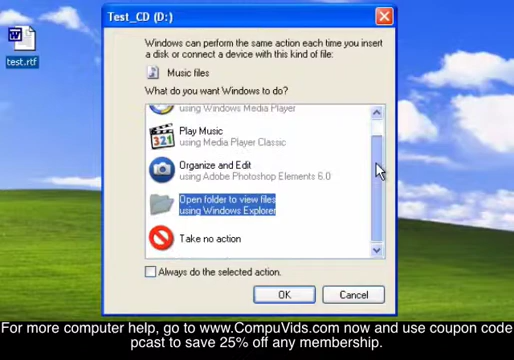 Test_CD (D:)
test.rtf
Windows can perform the same action each time you insert
a disk or connect a device with this kind of file:
Music files
What do you want Windows to do?
using Windows Media Player
Play Music
using Media Player Classic
Organize and Edit
using Adobe Photoshop Elements 6.0
Open folder to view files
using Windows Explorer
Take no action
Always do the selected action.
OK
Cancel
For more computer help, go to www.CompuVids.com now and use coupon code
pcast to save 25% off any membership.